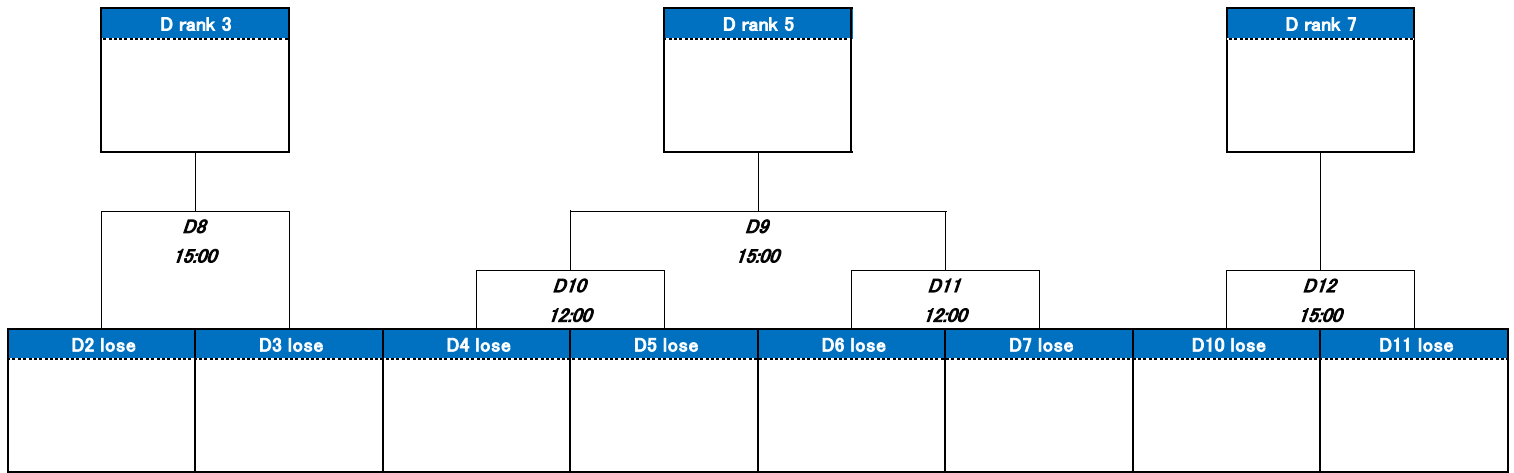 D rank 3
D rank 5
D rank 7
D8
D9
15:00
15:00
D10
D11
D12
12:00
12:00
15:00
D2 lose
D3 lose
D4 lose
D5 lose
D6 lose
D7 lose
D10 lose
D11 lose